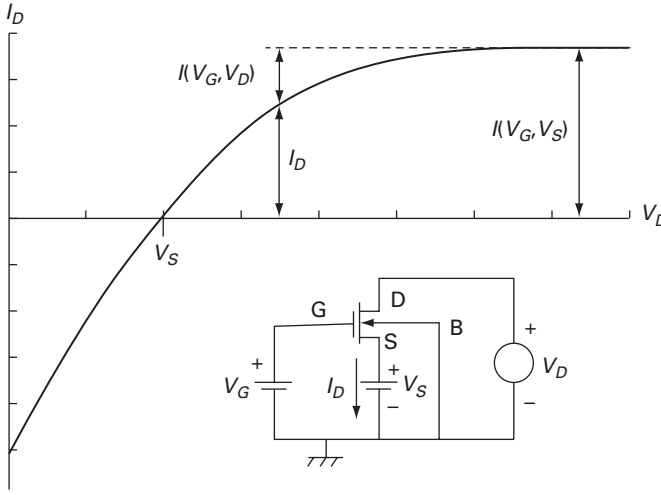 I_D
I(V_G,V_D)
I_D
I(V_G,V_S)
V_D
V_S
D
G
B
S
+
+
+
V_G
I_D
V_S
V_D
−
−